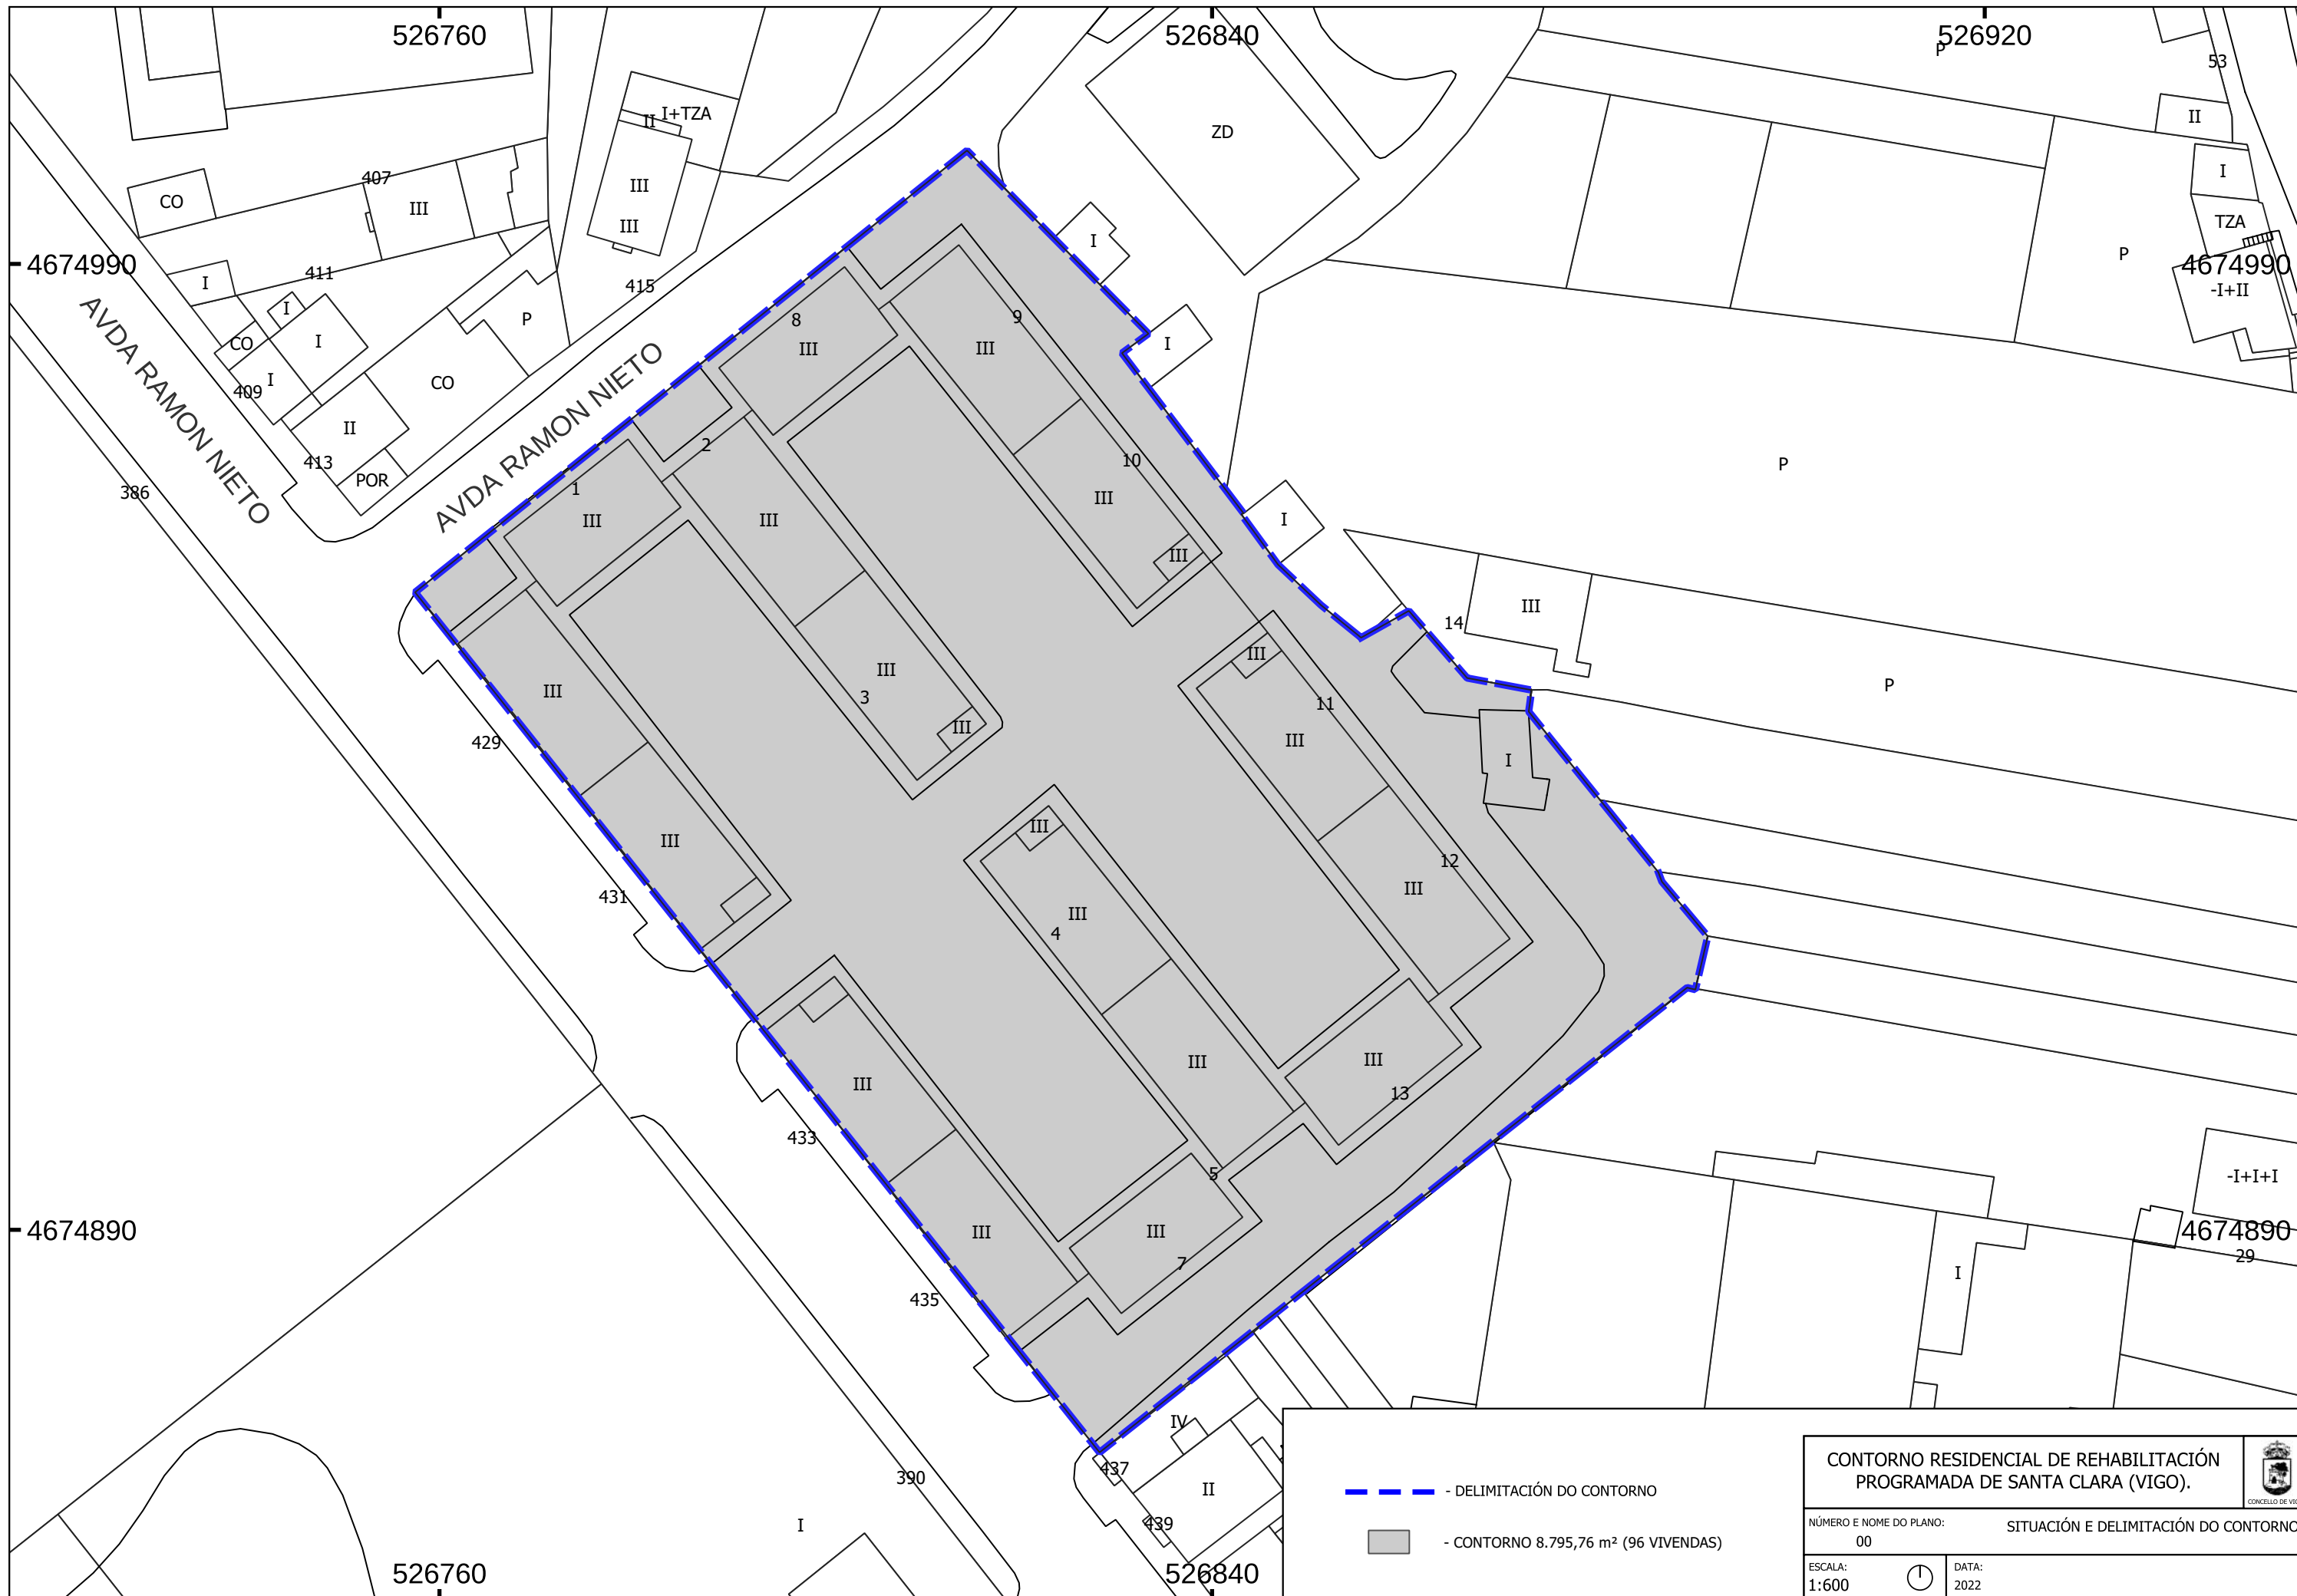 526760
526840
526920
P
53
I+TZA
II
II
ZD
III
I
407
CO
III
TZA
III
I
P
4674990
4674990
411
I
415
-I+II
I
P
8
9
CO
I
III
III
I
I
409
CO
AVDA RAMON NIETO
AVDA RAMON NIETO
II
2
413
10
P
POR
1
386
III
III
III
I
III
III
III
14
III
P
III
III
3
11
III
429
III
I
III
III
12
431
III
III
4
III
III
III
III
13
433
5
-I+I+I
III
III
7
4674890
4674890
29
I
435
IV
437
390
II
439
I
526760
526840
- DELIMITACIÓN DO CONTORNO
- CONTORNO 8.795,76 m² (96 VIVENDAS)
CONTORNO RESIDENCIAL DE REHABILITACIÓN
PROGRAMADA DE SANTA CLARA (VIGO).
CONCELLO DE VI
NÚMERO E NOME DO PLANO:
00
SITUACIÓN E DELIMITACIÓN DO CONTORNO
ESCALA:
1:600
DATA:
2022